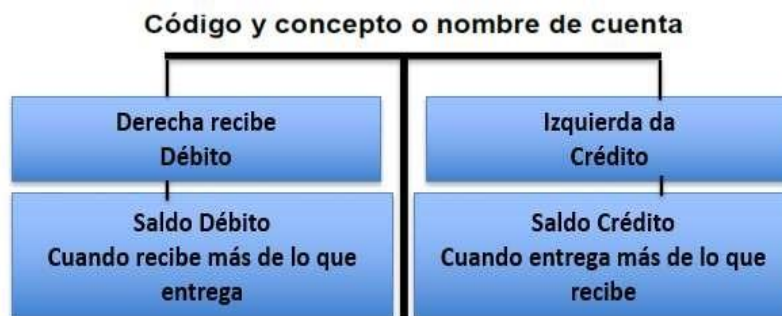 Código y concepto o nombre de cuenta
Derecha recibe
Débito
Izquierda da
Crédito
Saldo Débito
Cuando recibe más de lo que
entrega
Saldo Crédito
Cuando entrega más de lo que
recibe